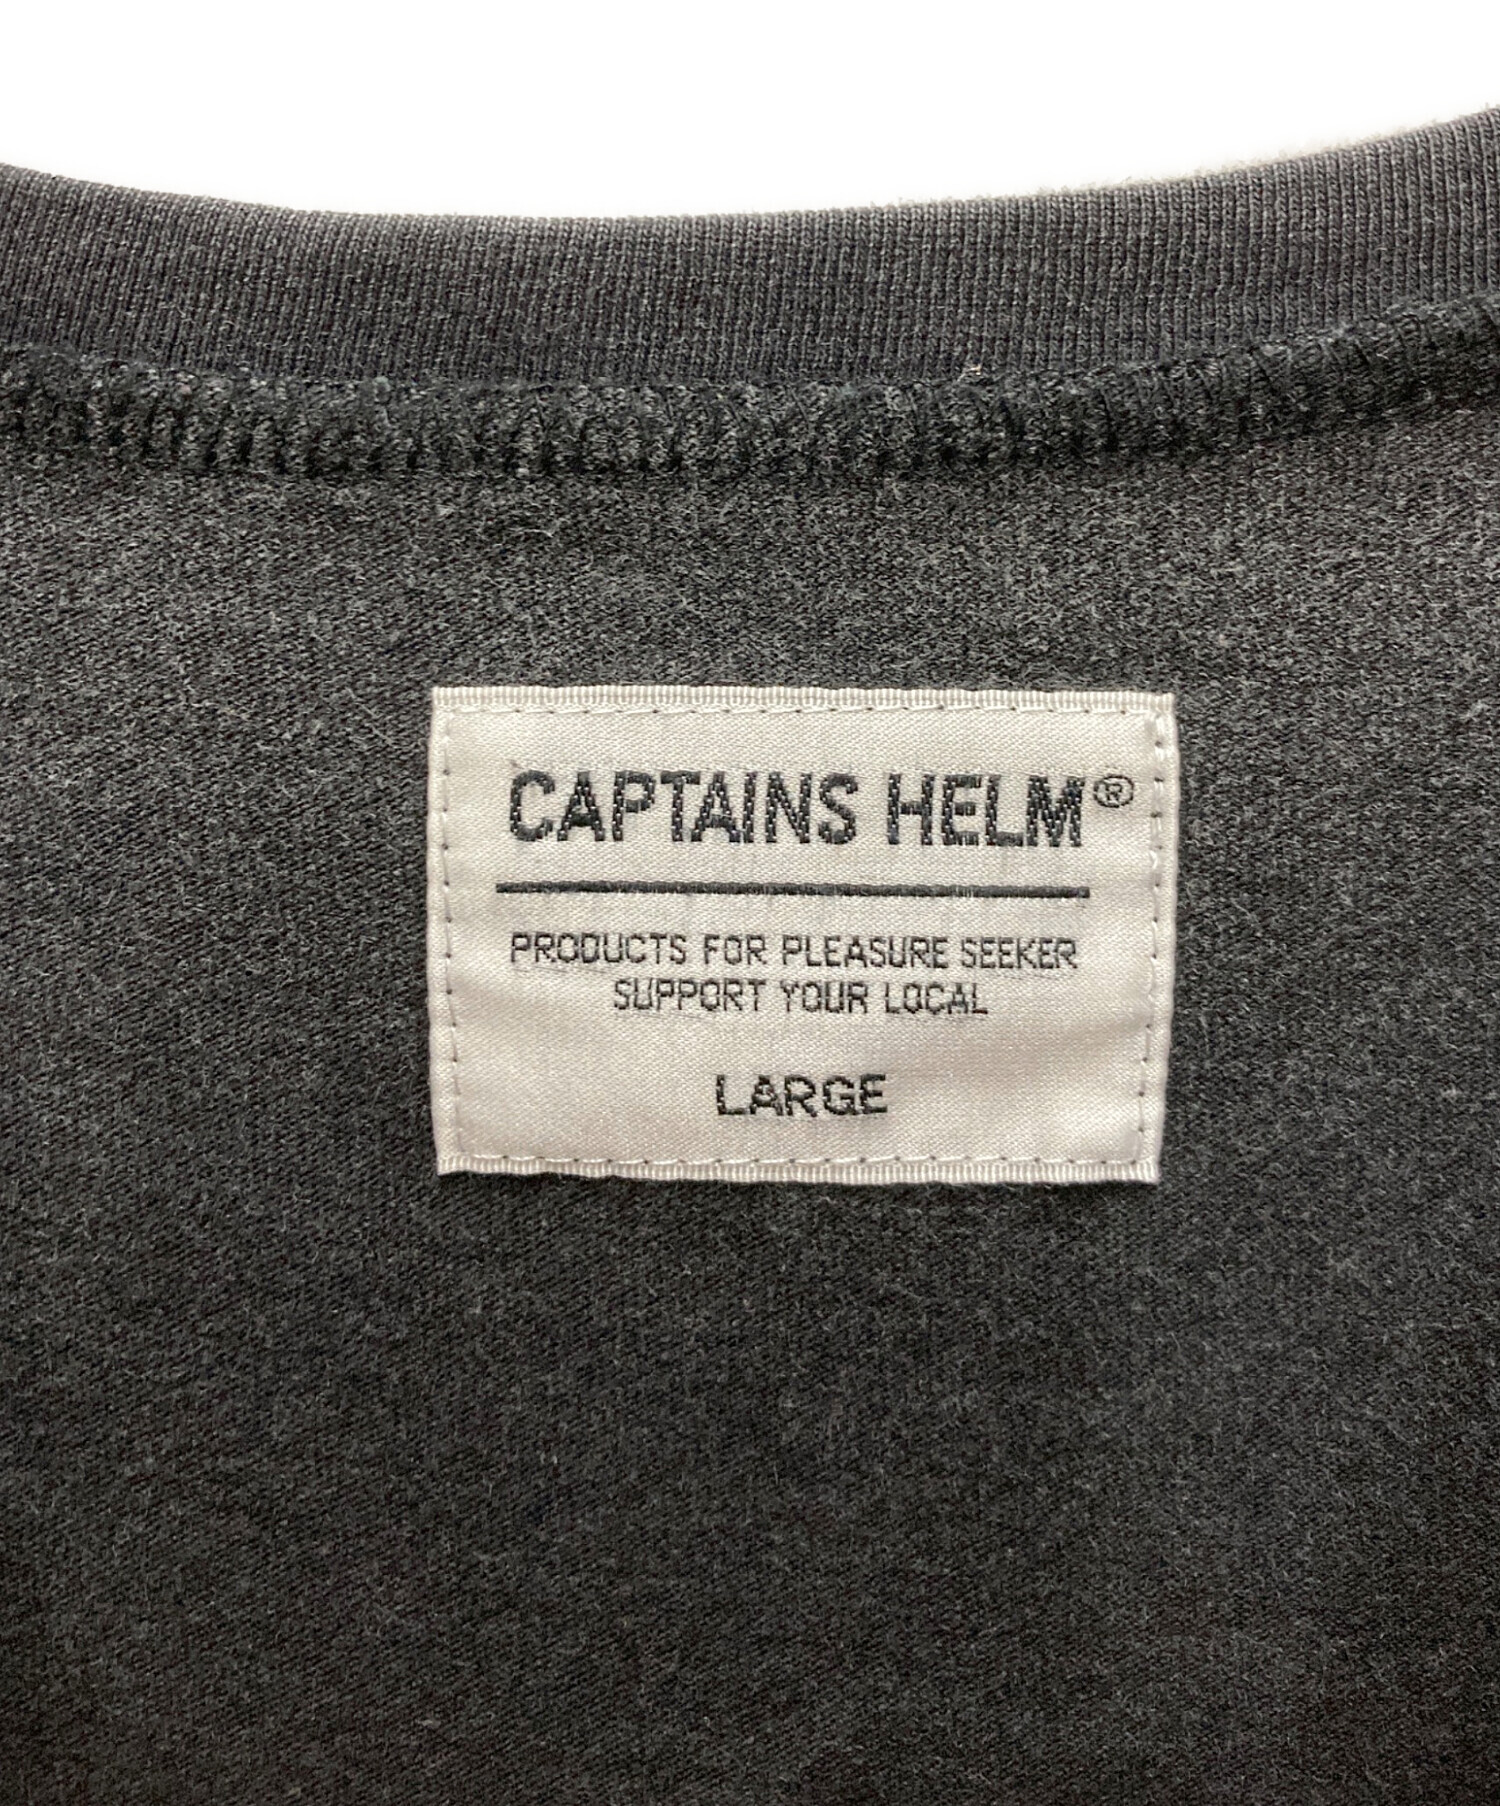 CAPTAINS HELM®
PRODUCTS FOR PLEASURE SEEKER
SUPPORT YOUR LOCAL
LARGE